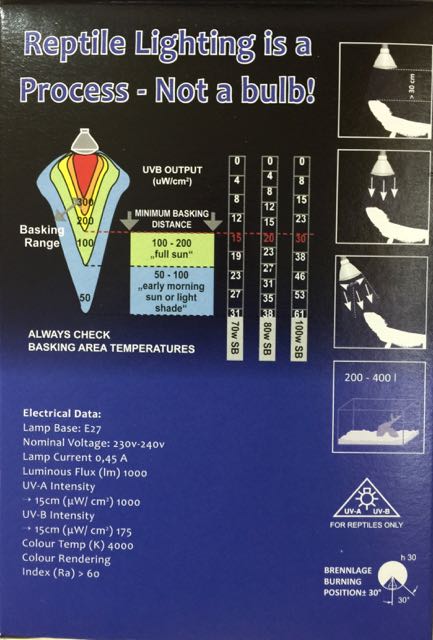 Reptile Lighting is a
Process - Not a bulb!
> 30 cm
UVB OUTPUT
(uW/cm²)
MINIMUM BASKING
DISTANCE
Basking
Range
300
200
100
50
100 - 200
„full sun"
50 - 100
„early morning
sun or light
shade"
0
4
8
12
15
19
23
27
31
70w SB
0
4
8
12
15
20
23
27
31
35
38
80w SB
0
8
15
23
30
38
46
53
61
100w SB
ALWAYS CHECK
BASKING AREA TEMPERATURES
200 - 400 l
Electrical Data:
Lamp Base: E27
Nominal Voltage: 230v-240v
Lamp Current 0,45 A
Luminous Flux (lm) 1000
UV-A Intensity
→ 15cm (µW/ cm²) 1000
UV-B Intensity
→ 15cm (µW/ cm²) 175
Colour Temp (K) 4000
Colour Rendering
Index (Ra) > 60
UV-A UV-B
FOR REPTILES ONLY
h 30
BRENNLAGE
BURNING
POSITION± 30°
30°